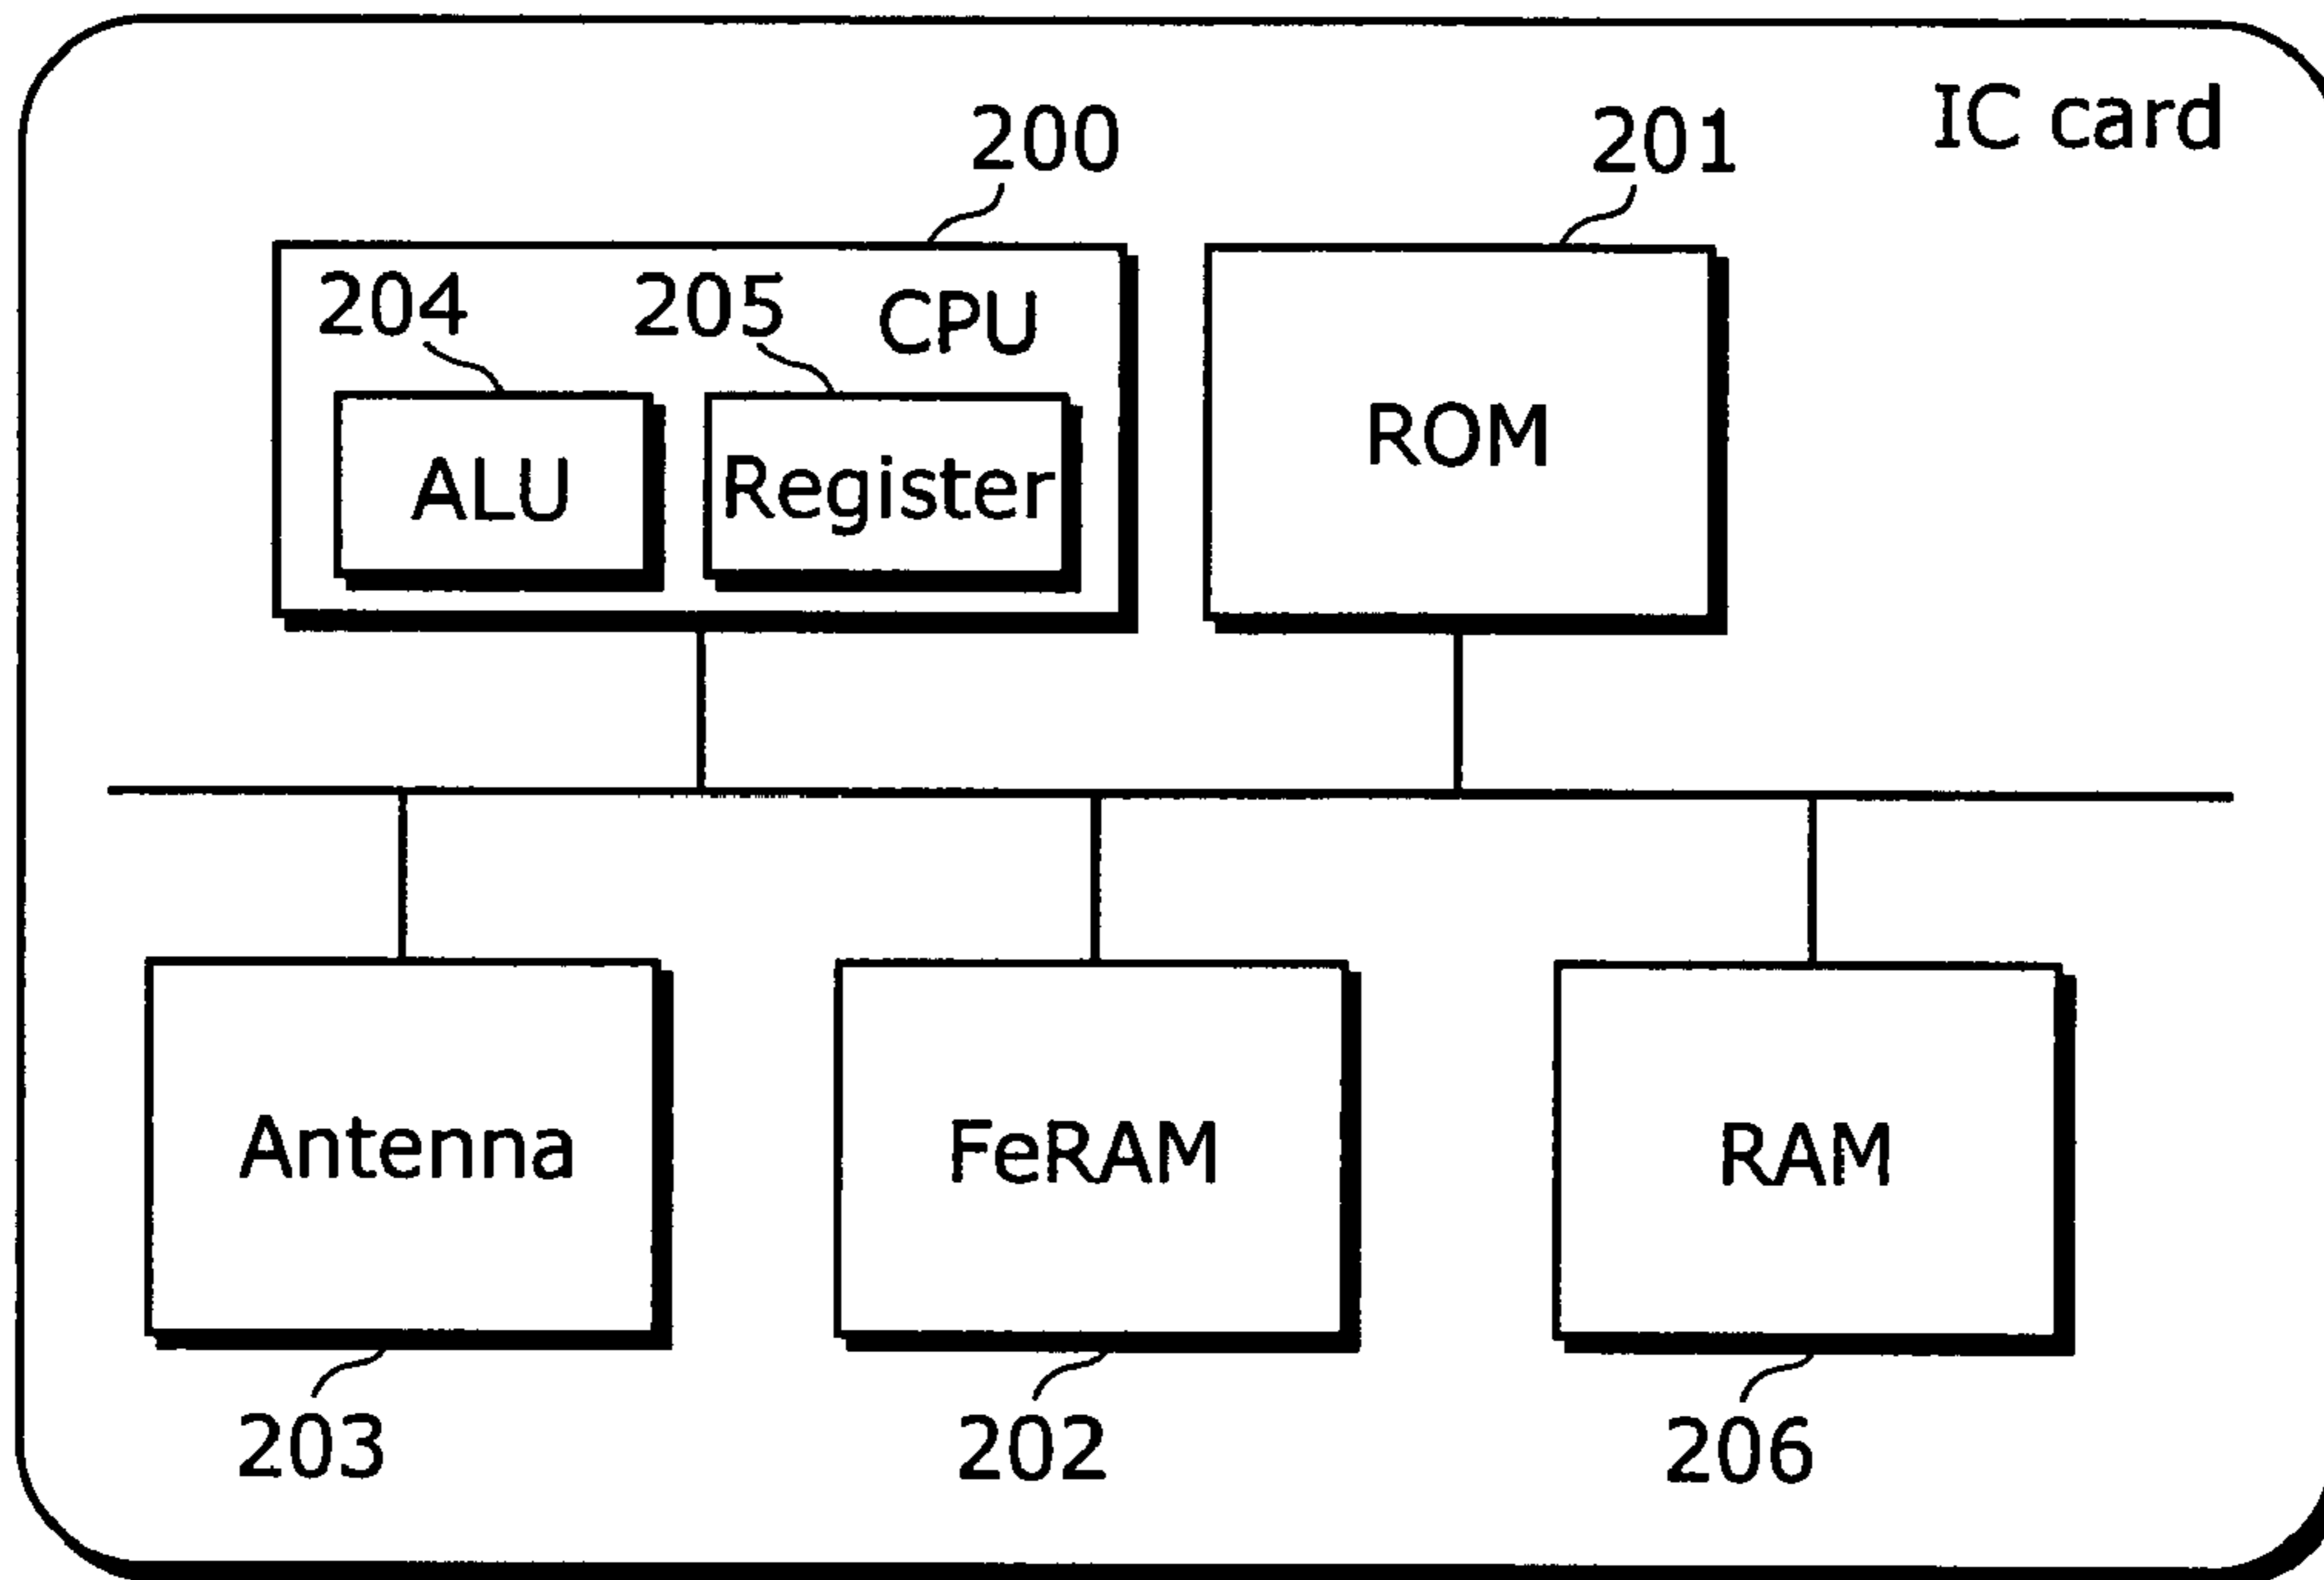 IC card
200
201
204
205
CPU
ALU
Register
ROM
Antenna
FeRAM
RAM
203
202
206